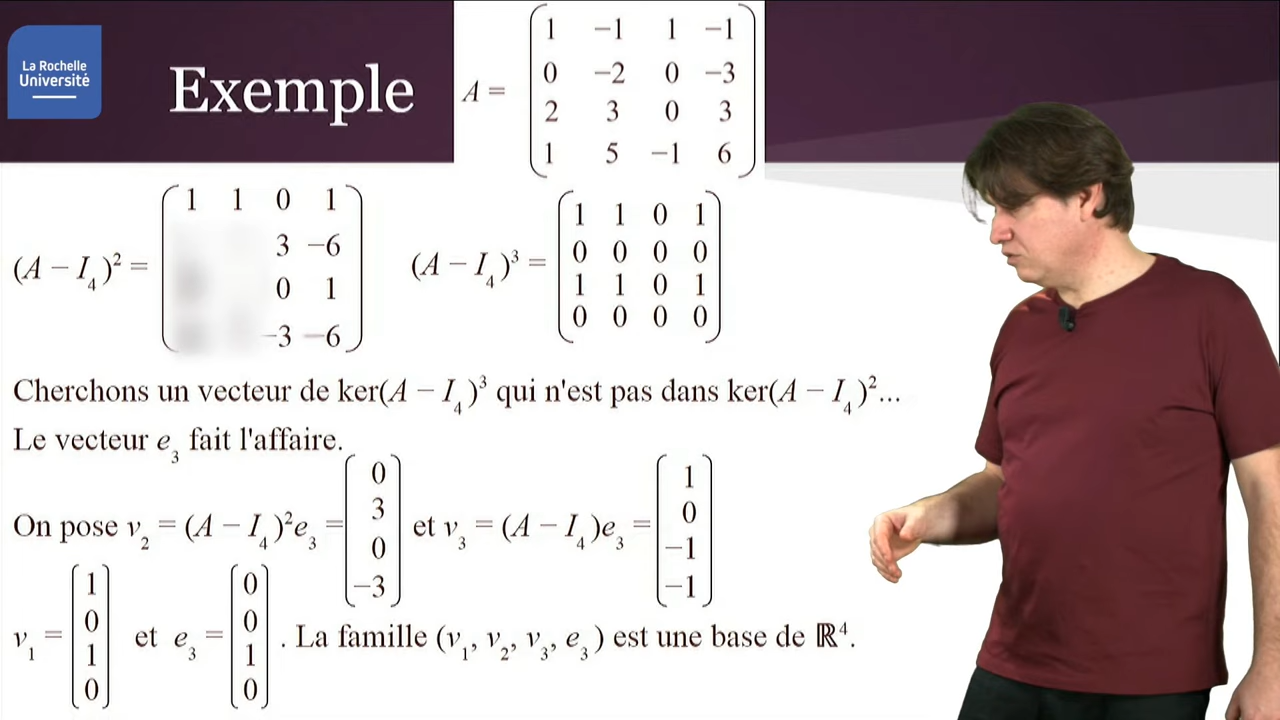 La Rochelle
Université
Exemple
A =
1 −1 1 −1
0 −2 0 −3
2 3 0 3
1 5 −1 6
(A − I₄)² =
1 1 0 1
3 −6
0 1
−3 −6
(A − I₄)³ =
1 1 0 1
0 0 0 0
1 1 0 1
0 0 0 0
Cherchons un vecteur de ker(A − I₄)³ qui n'est pas dans ker(A − I₄)²...
Le vecteur e₃ fait l'affaire.
On pose v₂ = (A − I₄)²e₃ =
0
3
0
−3
et v₃ = (A − I₄)e₃ =
1
0
−1
−1
v₁ =
1
0
1
0
et e₃ =
0
0
1
0
. La famille (v₁, v₂, v₃, e₃) est une base de ℝ⁴.